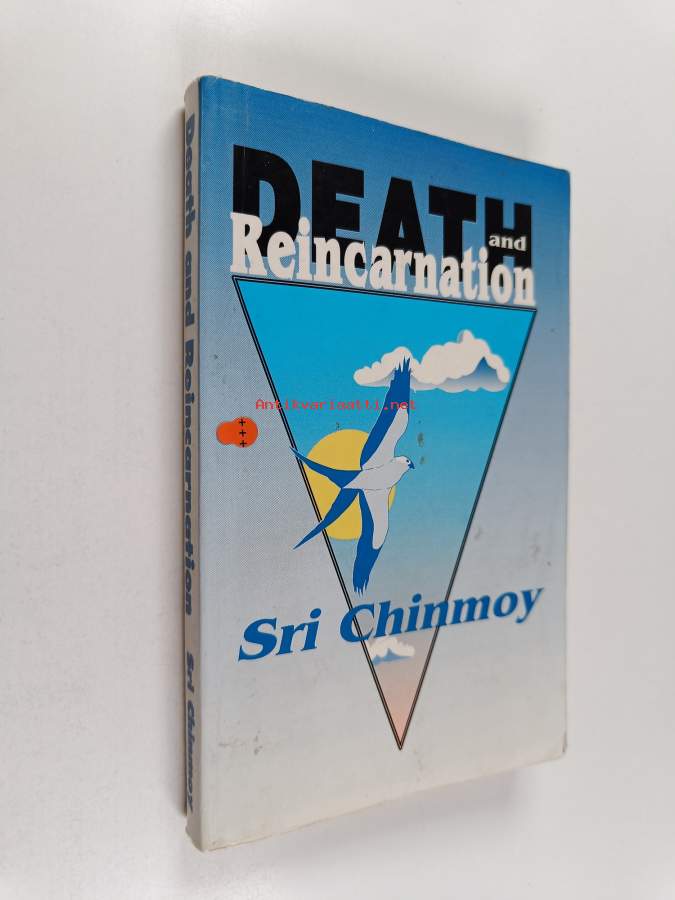 DEATH
and
Reincarnation
Antikvariaatti.net
+
+
+
Sri Chinmoy
Death and Reincarnation Sri Chinmoy